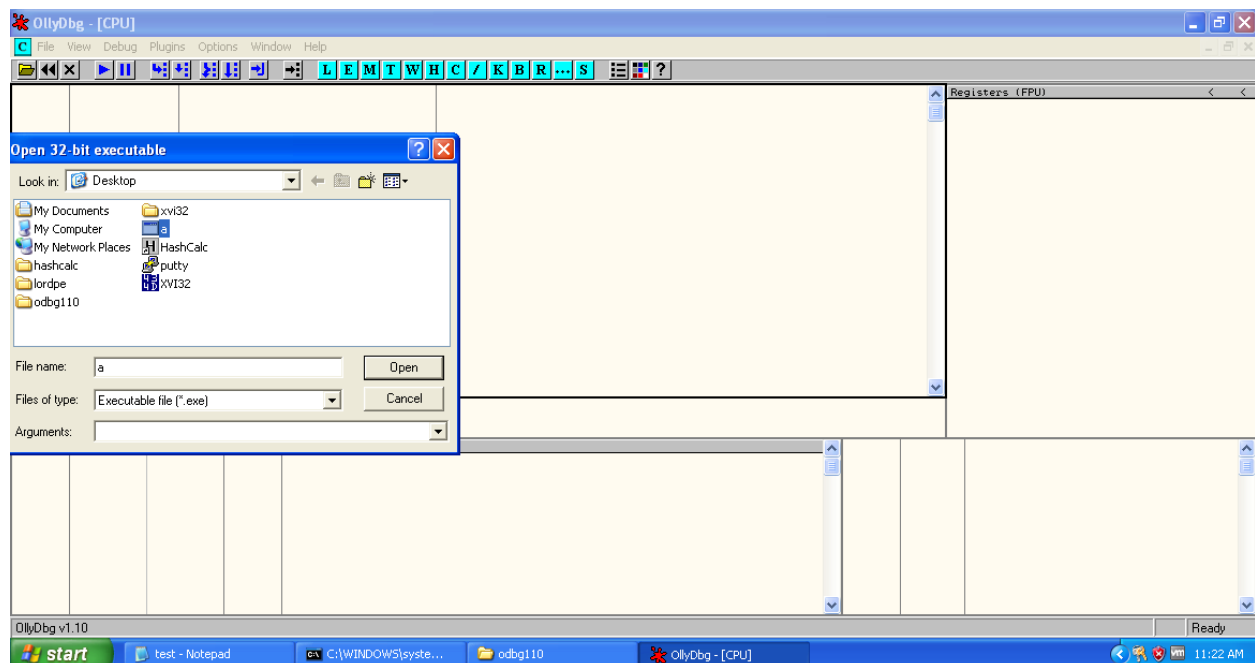 OllyDbg - [CPU]
C File View Debug Plugins Options Window Help
L E M T W H C / K B R ... S ?
Registers (FPU) < <
Open 32-bit executable
Look in: Desktop
My Documents xvi32
My Computer a
My Network Places HashCalc
hashcalc putty
lordpe XVI32
odbg110
File name: a Open
Files of type: Executable file (*.exe) Cancel
Arguments:
OllyDbg v1.10 Ready
start test - Notepad C:\WINDOWS\syste... odbg110 OllyDbg - [CPU] 11:22 AM